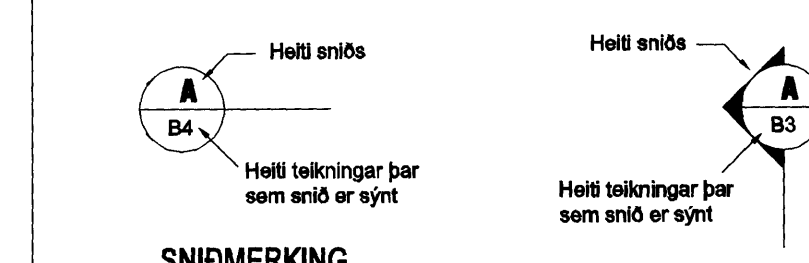 Heiti sniðs
A
B4
Heiti teikningar þar
sem snið er sýnt
SNIÐMERKING
Heiti sniðs
A
B3
Heiti teikningar þar
sem snið er sýnt